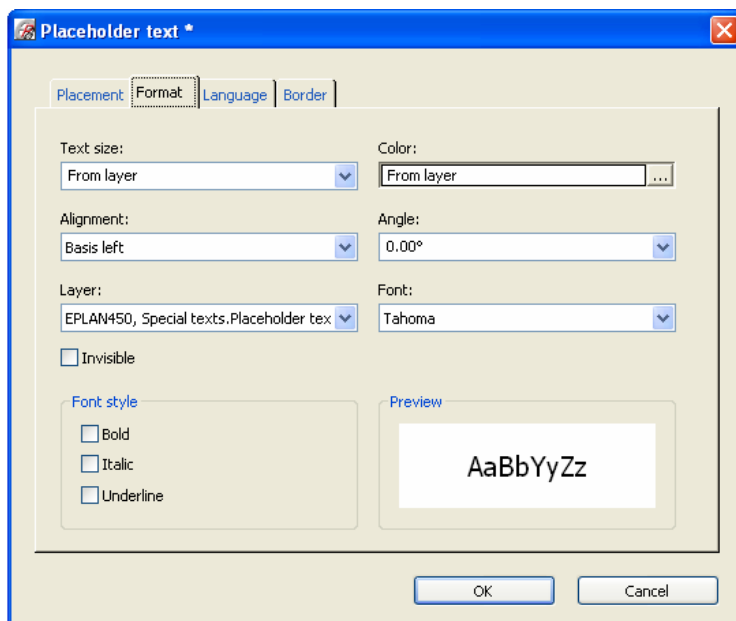 Placeholder text *
Placement Format Language Border
Text size: Color:
From layer From layer ...
Alignment: Angle:
Basis left 0.00°
Layer: Font:
EPLAN450, Special texts.Placeholder tex Tahoma
Invisible
Font style Preview
Bold
AaBbYyZz
Italic
Underline
OK Cancel